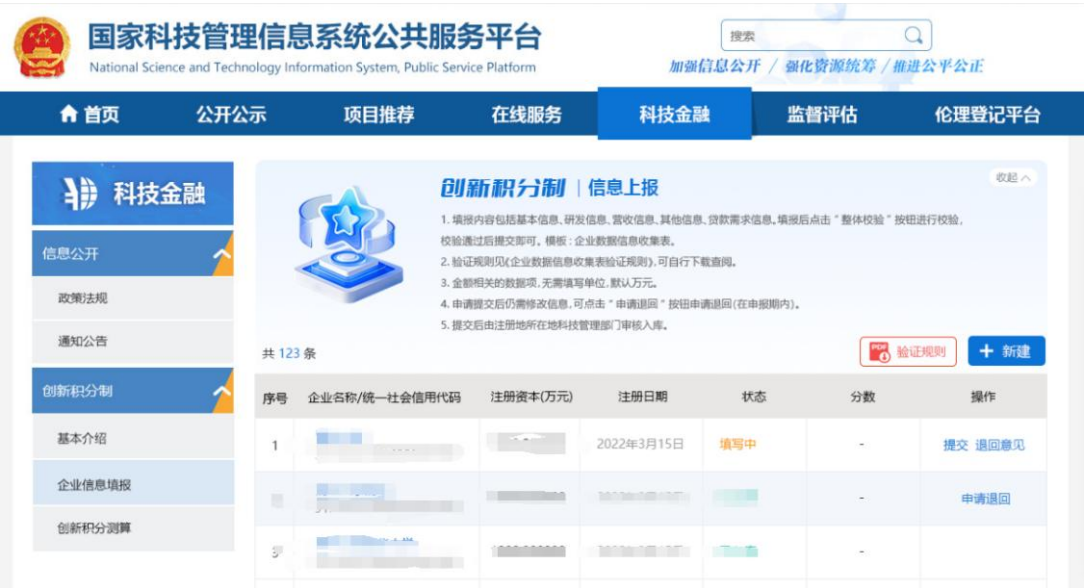 国家科技管理信息系统公共服务平台
National Science and Technology Information System, Public Service Platform
搜索
加强信息公开 / 强化资源统筹 / 推进公平公正
首页 公开公示 项目推荐 在线服务 科技金融 监督评估 伦理登记平台
科技金融
信息公开
政策法规
通知公告
创新积分制
基本介绍
企业信息填报
创新积分测算
创新积分制 | 信息上报
收起
1. 填报内容包括基本信息、研发信息、营收信息、其他信息、贷款需求信息。填报后点击“整体校验”按钮进行校验,
校验通过后提交即可。模板:企业数据信息收集表。
2. 验证规则见《企业数据信息收集表验证规则》,可自行下载查阅。
3. 金额相关的数据项,无需填写单位,默认万元。
4. 申请提交后仍需修改信息,可点击“申请退回”按钮申请退回(在申报期内)。
5. 提交后由注册地所在地科技管理部门审核入库。
共 123 条
PDF 验证规则
+ 新建
序号 企业名称/统一社会信用代码 注册资本(万元) 注册日期 状态 分数 操作
1 2022年3月15日 填写中 - 提交 退回意见
- 申请退回
3 -